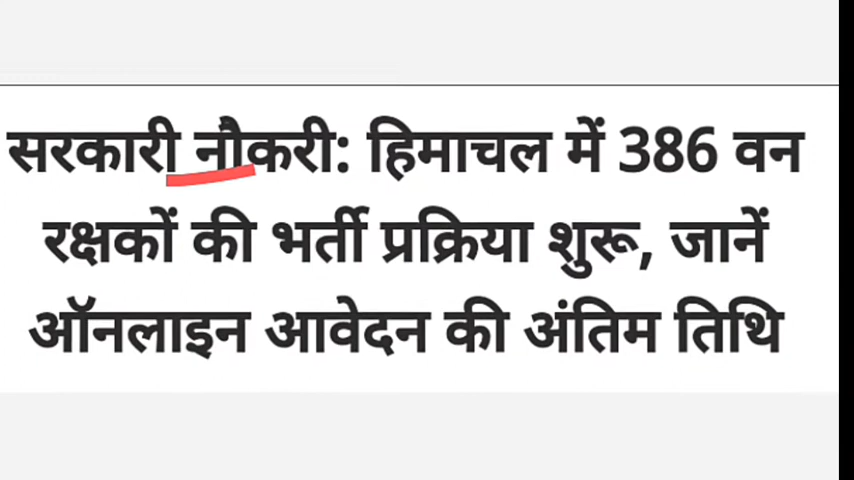 सरकारी नौकरी: हिमाचल में 386 वन
रक्षकों की भर्ती प्रक्रिया शुरू, जानें
ऑनलाइन आवेदन की अंतिम तिथि